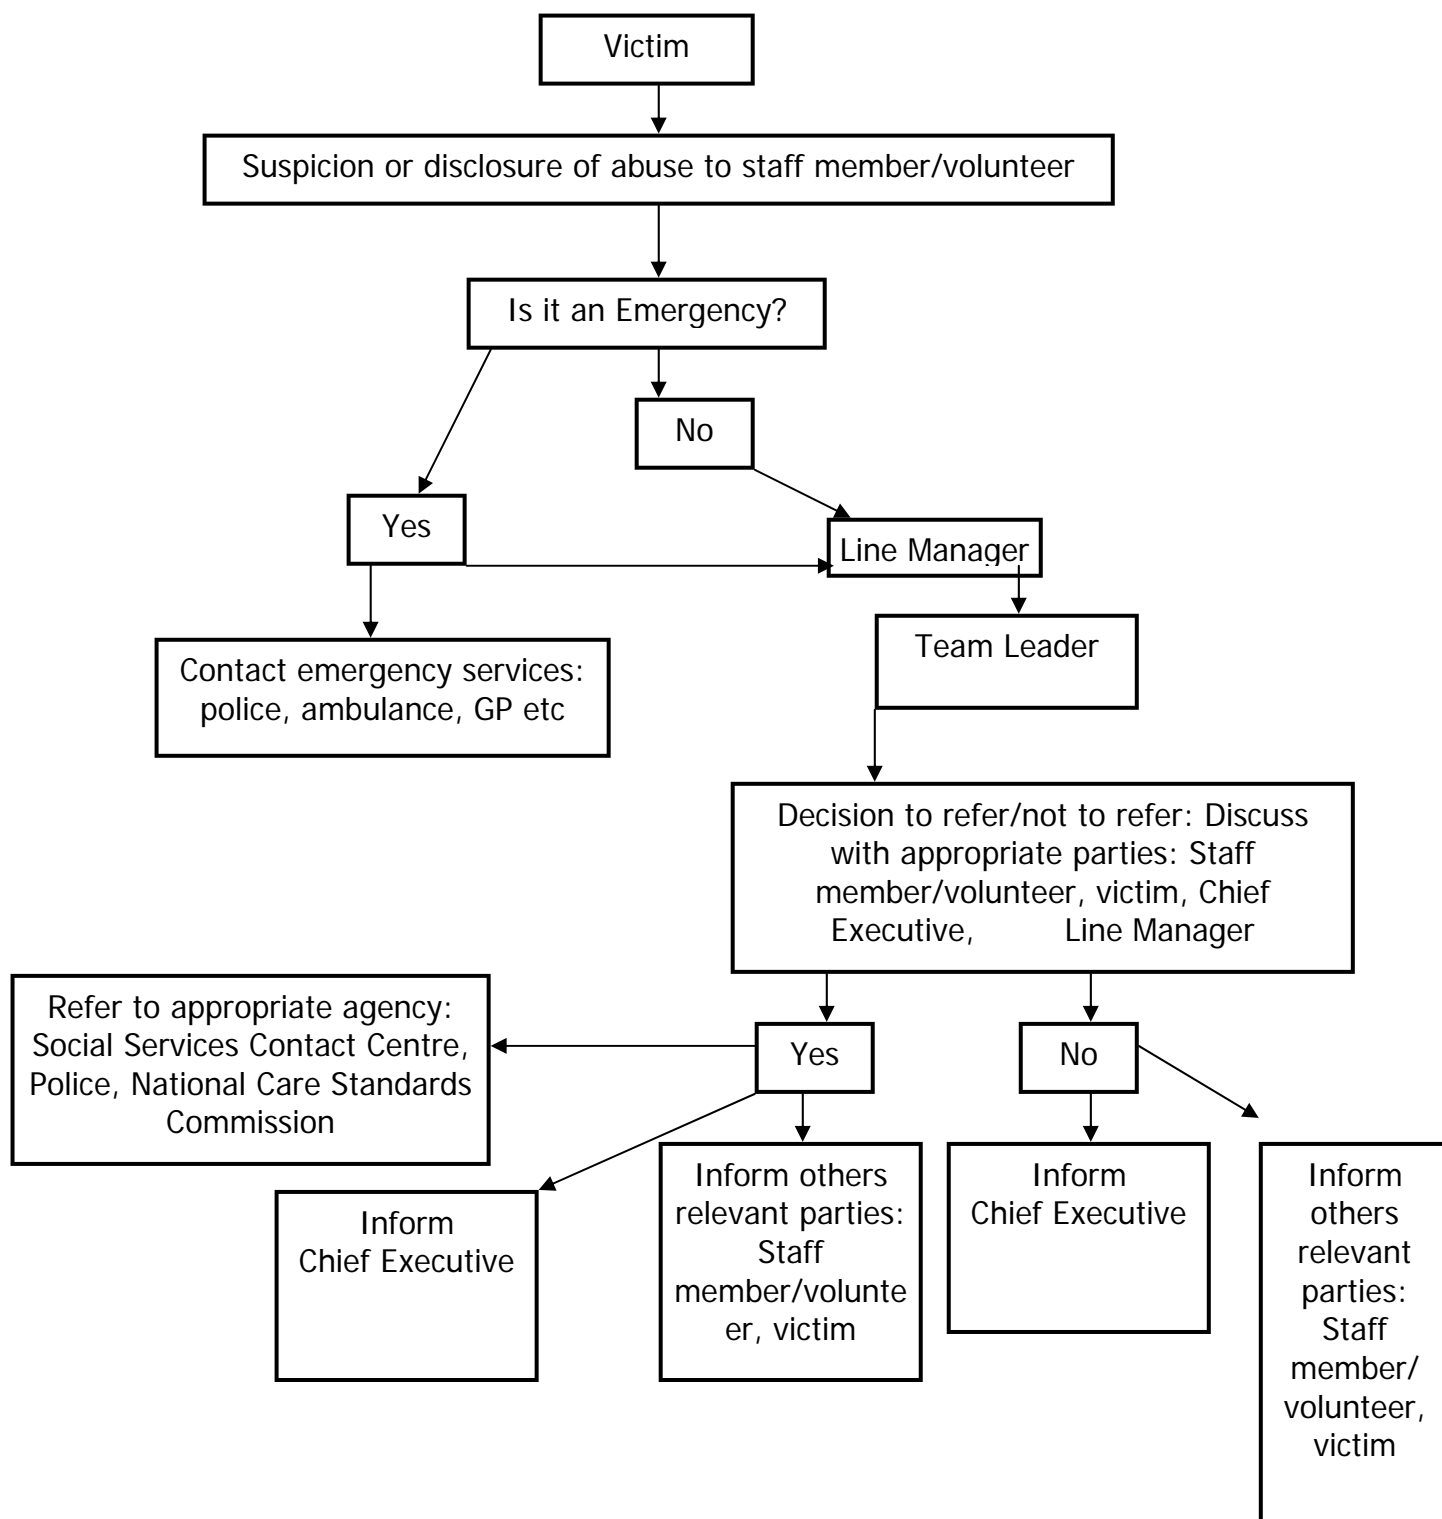 Victim
Suspicion or disclosure of abuse to staff member/volunteer
Is it an Emergency?
No
Yes
Line Manager
Contact emergency services:
police, ambulance, GP etc
Team Leader
Decision to refer/not to refer: Discuss
with appropriate parties: Staff
member/volunteer, victim, Chief
Executive, Line Manager
Refer to appropriate agency:
Social Services Contact Centre,
Police, National Care Standards
Commission
Yes
No
Inform
Chief Executive
Inform others
relevant parties:
Staff
member/volunte
er, victim
Inform
Chief Executive
Inform
others
relevant
parties:
Staff
member/
volunteer,
victim